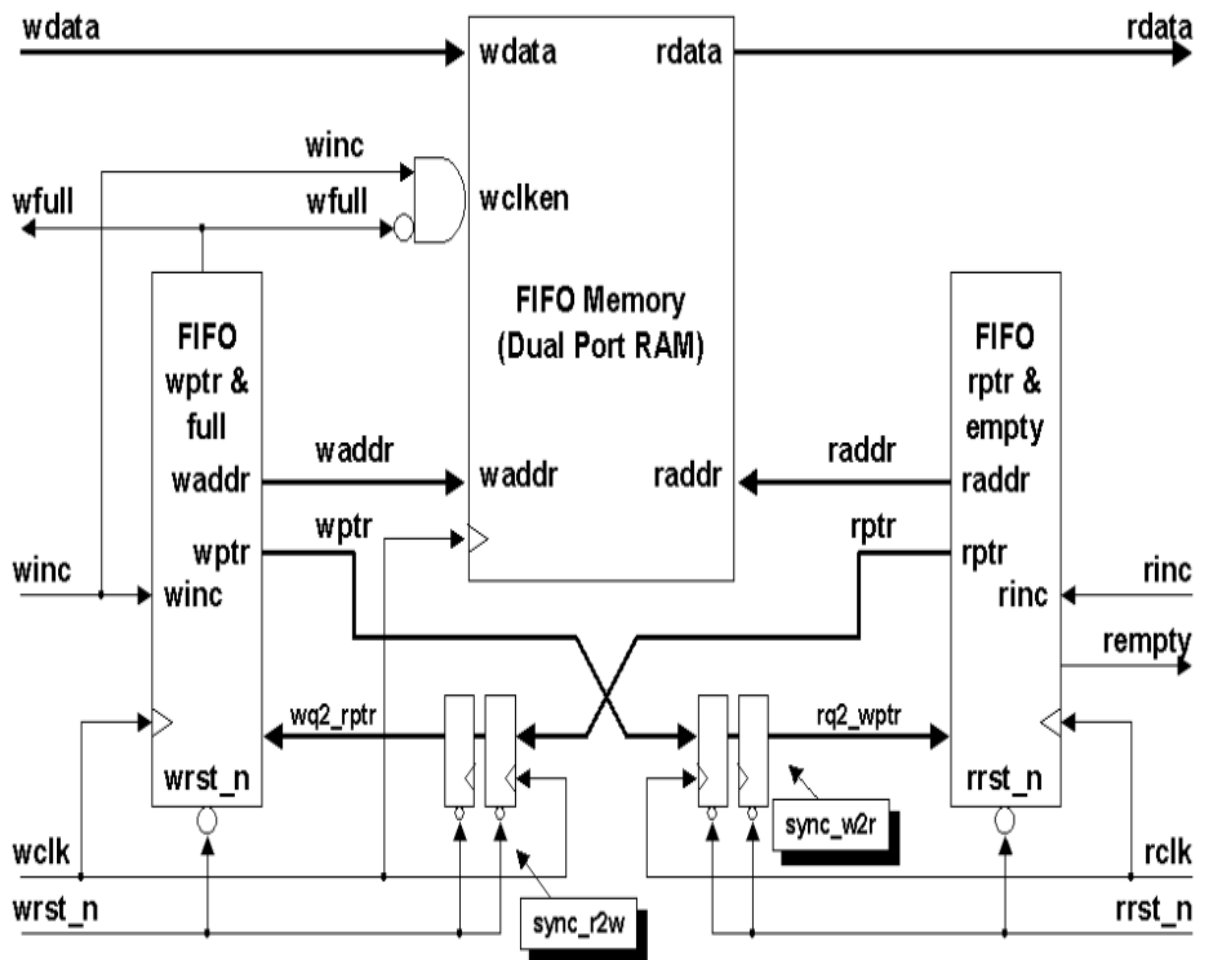 wdata
rdata
wdata
rdata
winc
wclken
wfull
wfull
FIFO Memory
(Dual Port RAM)
FIFO
wptr &
full
FIFO
rptr &
empty
waddr
waddr
waddr
raddr
raddr
raddr
wptr
wptr
rptr
rptr
winc
winc
rinc
rinc
rempty
wq2_rptr
rq2_wptr
wrst_n
rrst_n
sync_w2r
wclk
rclk
wrst_n
sync_r2w
rrst_n